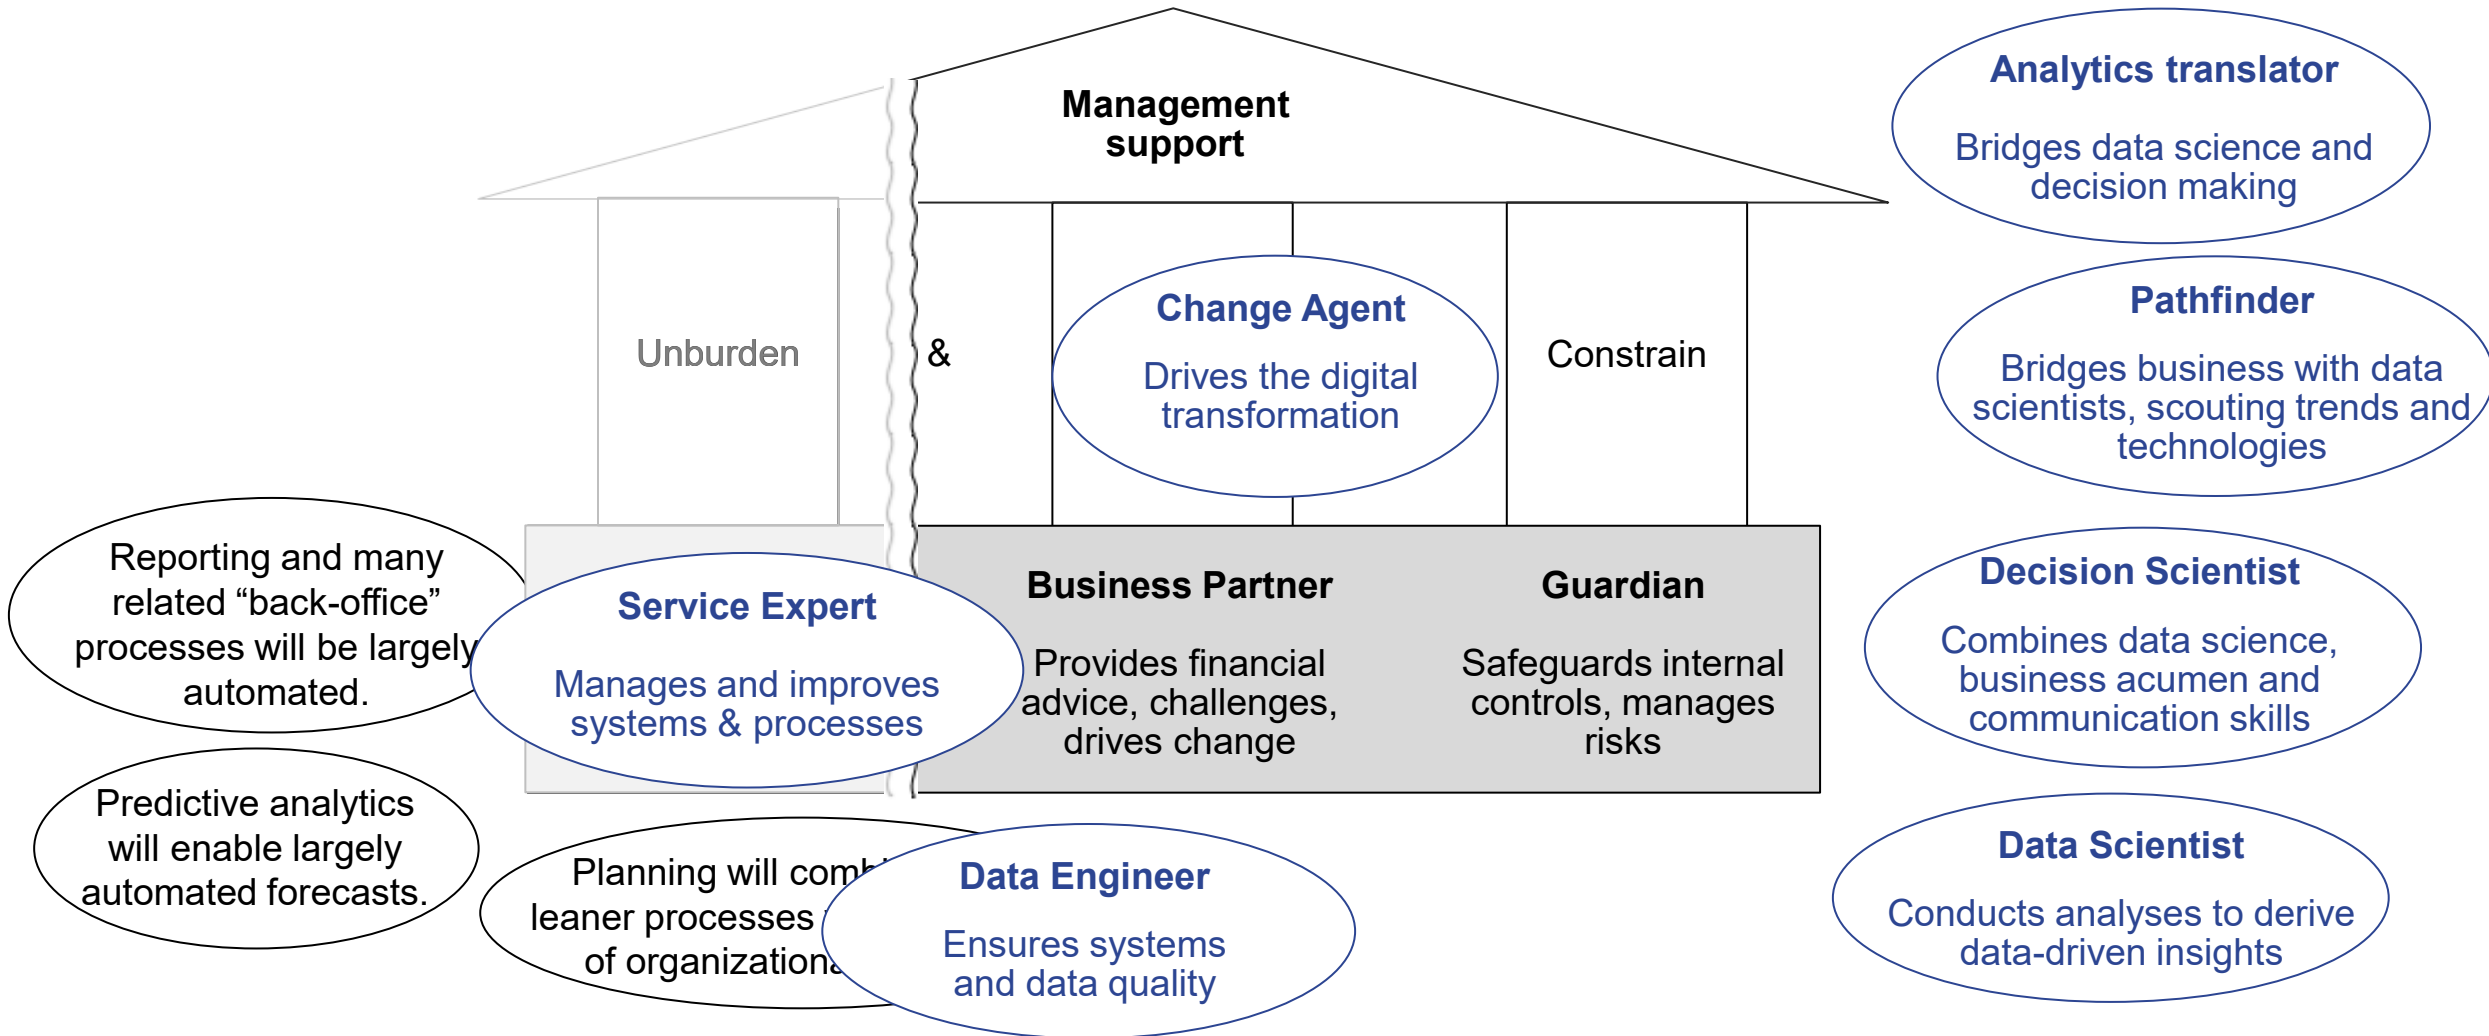 Management
support
Unburden
&
Change Agent
Drives the digital
transformation
Constrain
Analytics translator
Bridges data science and
decision making
Pathfinder
Bridges business with data
scientists, scouting trends and
technologies
Reporting and many
related “back-office”
processes will be largely
automated.
Service Expert
Manages and improves
systems & processes
Business Partner
Provides financial
advice, challenges,
drives change
Guardian
Safeguards internal
controls, manages
risks
Decision Scientist
Combines data science,
business acumen and
communication skills
Predictive analytics
will enable largely
automated forecasts.
Planning will
leaner processes
of
Data Engineer
Ensures systems
and data quality
Data Scientist
Conducts analyses to derive
data-driven insights